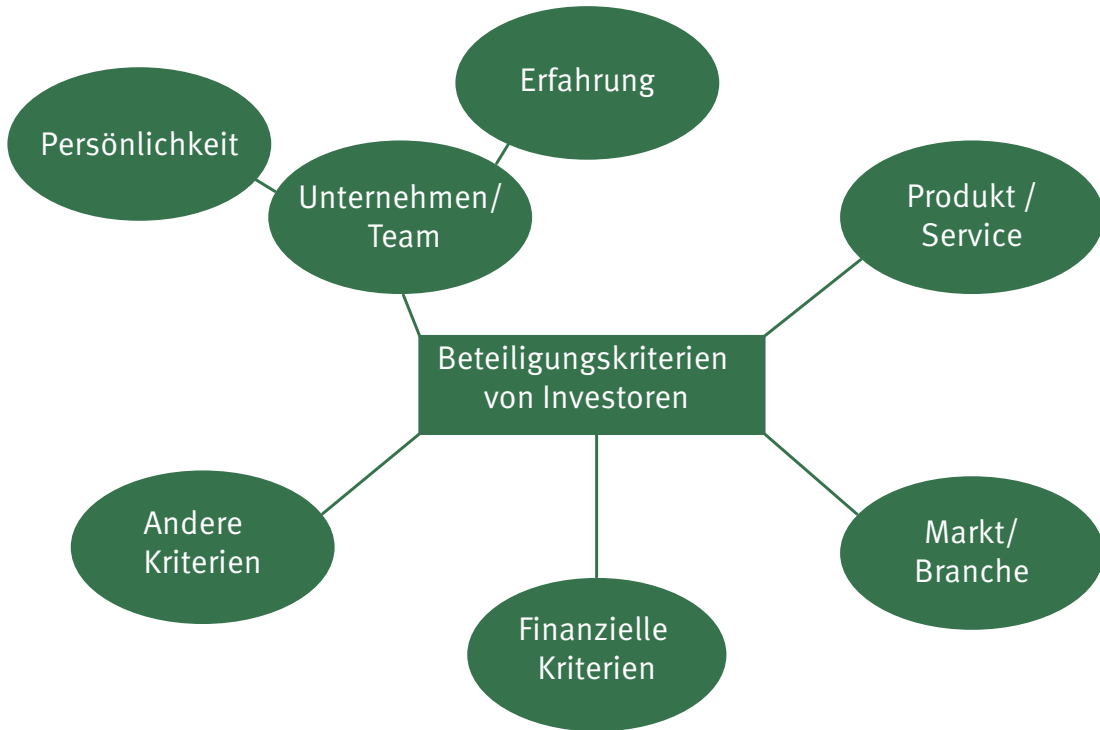 Erfahrung
Persönlichkeit
Unternehmen/
Team
Produkt /
Service
Beteiligungskriterien
von Investoren
Andere
Kriterien
Markt/
Branche
Finanzielle
Kriterien